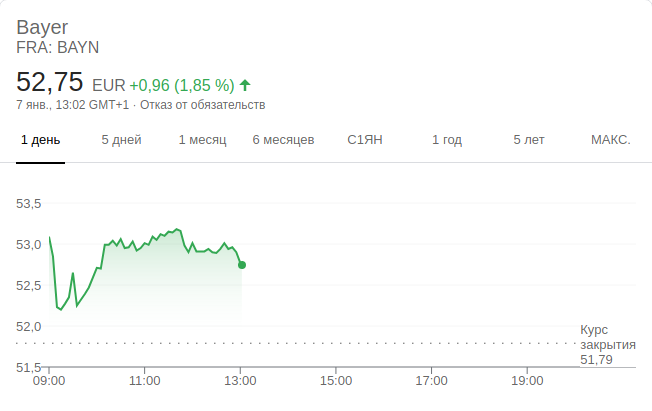 Bayer
FRA: BAYN
52,75 EUR +0,96 (1,85 %)
7 янв., 13:02 GMT+1 · Отказ от обязательств
1 день 5 дней 1 месяц 6 месяцев С1ЯН 1 год 5 лет МАКС.
53,5
53,0
52,5
52,0
Курс
закрытия
51,79
51,5
09:00 11:00 13:00 15:00 17:00 19:00